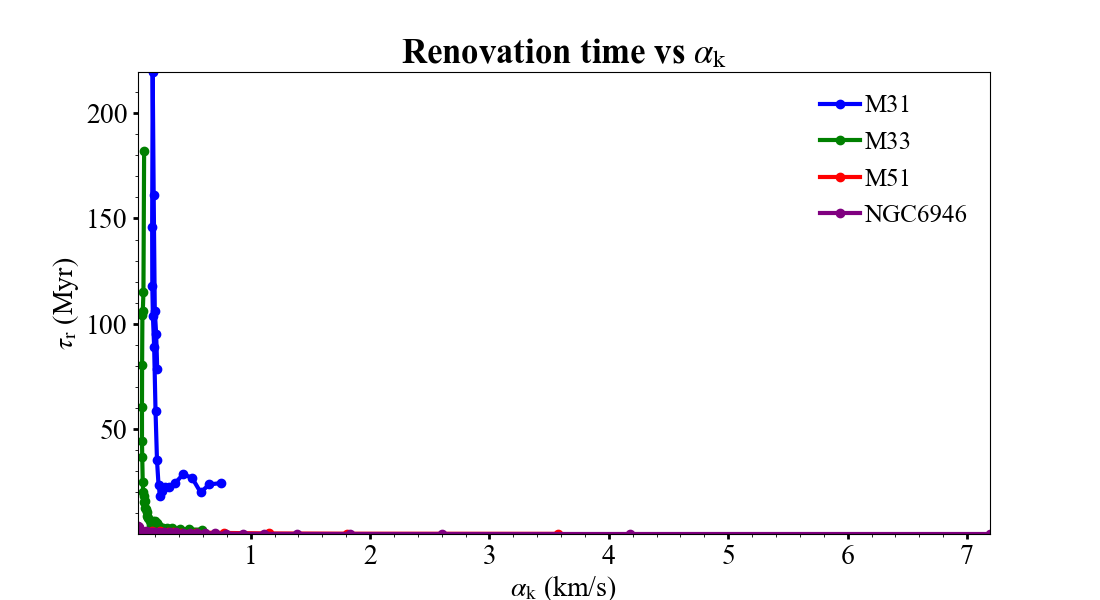 Renovation time vs αk
M31
M33
M51
NGC6946
200
150
100
50
τr (Myr)
1 2 3 4 5 6 7
αk (km/s)